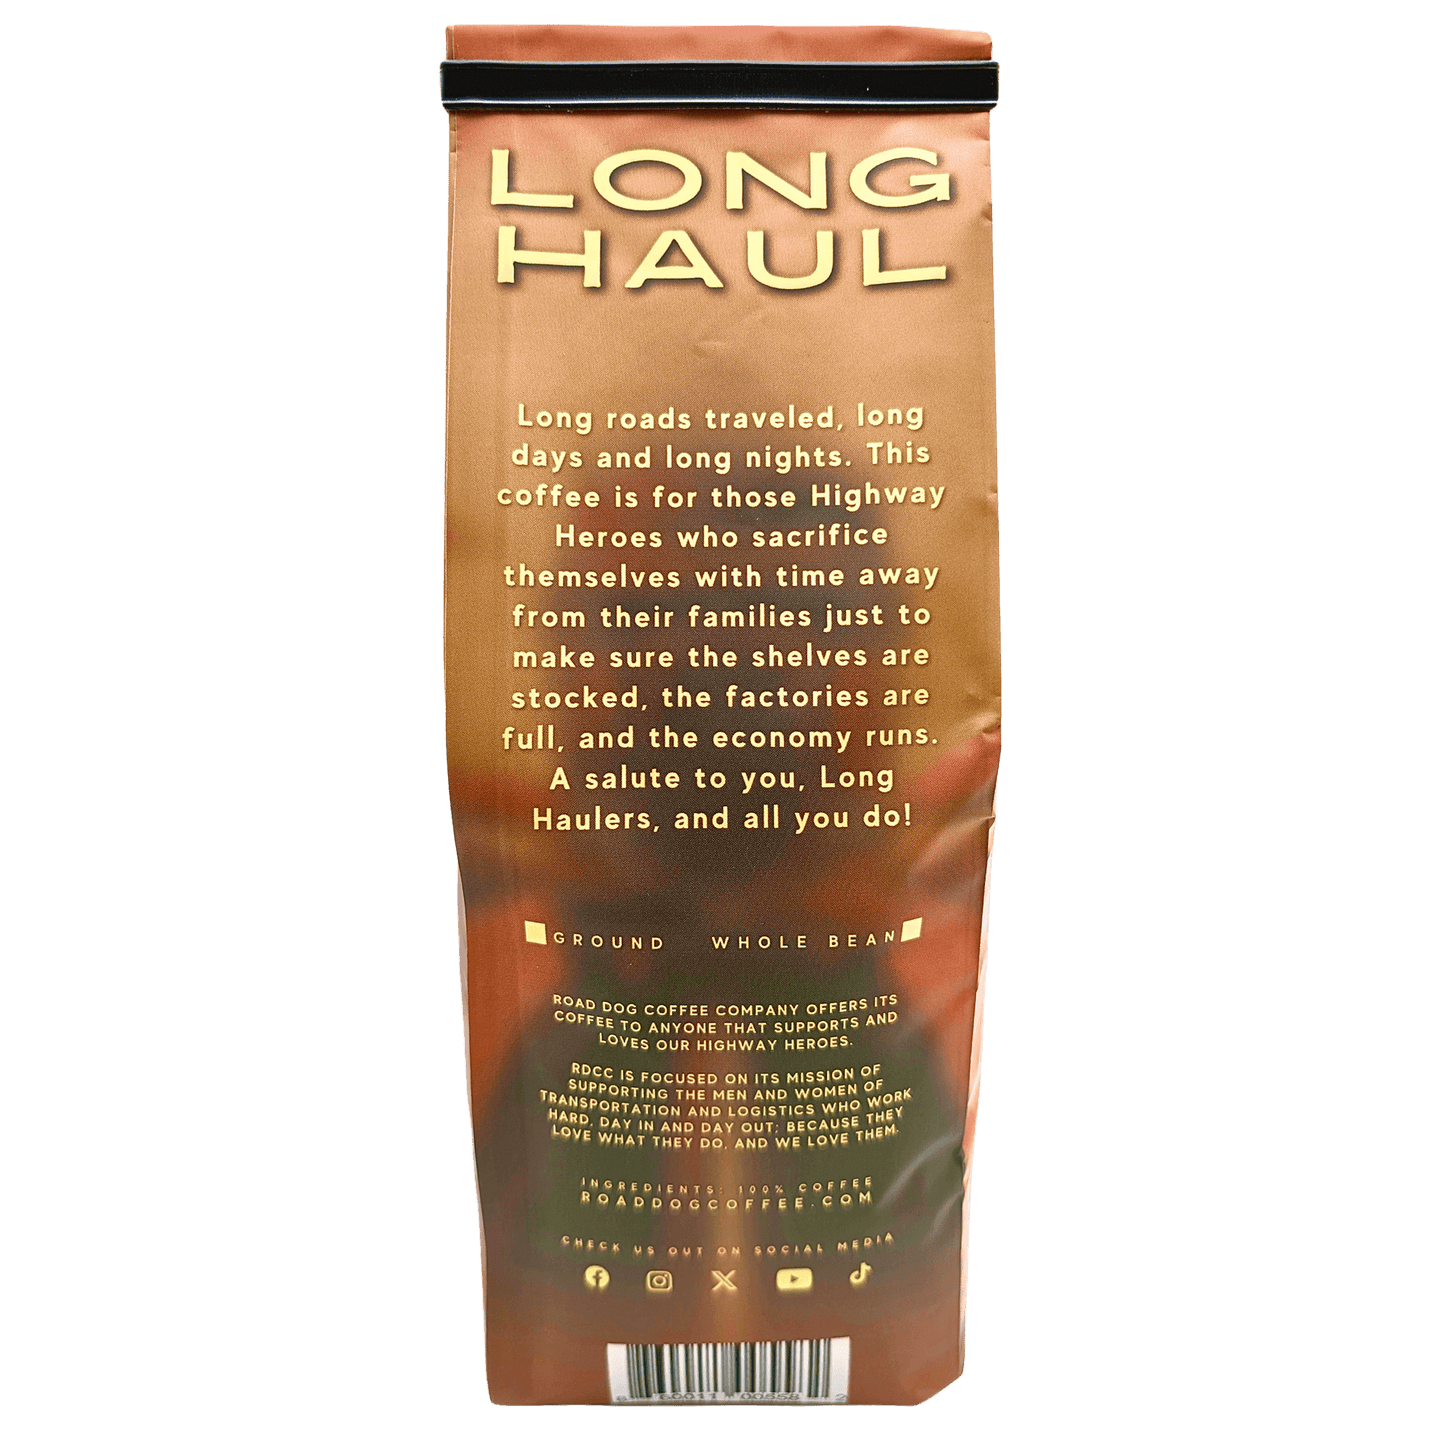 LONG
HAUL
Long roads traveled, long
days and long nights. This
coffee is for those Highway
Heroes who sacrifice
themselves with time away
from their families just to
make sure the shelves are
stocked, the factories are
full, and the economy runs.
A salute to you, Long
Haulers, and all you do!
GROUND WHOLE BEAN
ROAD DOG COFFEE COMPANY OFFERS ITS
COFFEE TO ANYONE THAT SUPPORTS AND
LOVES OUR HIGHWAY HEROES.
RDCC IS FOCUSED ON ITS MISSION OF
SUPPORTING THE MEN AND WOMEN OF
TRANSPORTATION AND LOGISTICS WHO WORK
HARD, DAY IN AND DAY OUT; BECAUSE THEY
LOVE WHAT THEY DO, AND WE LOVE THEM.
INGREDIENTS: 100% COFFEE
ROADDOGCOFFEE.COM
CHECK US OUT ON SOCIAL MEDIA